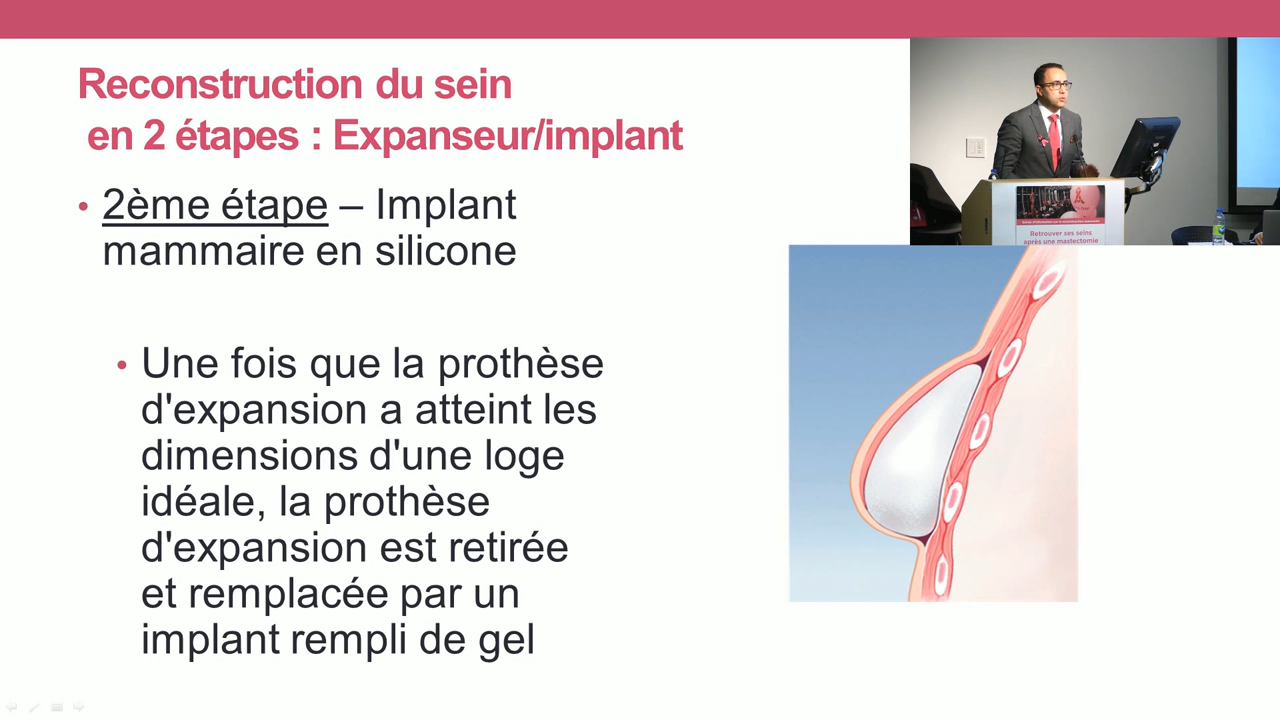 Reconstruction du sein
en 2 étapes : Expanseur/implant
• 2ème étape – Implant
mammaire en silicone
• Une fois que la prothèse
d'expansion a atteint les
dimensions d'une loge
idéale, la prothèse
d'expansion est retirée
et remplacée par un
implant rempli de gel
Retrouver ses seins
après une mastectomie